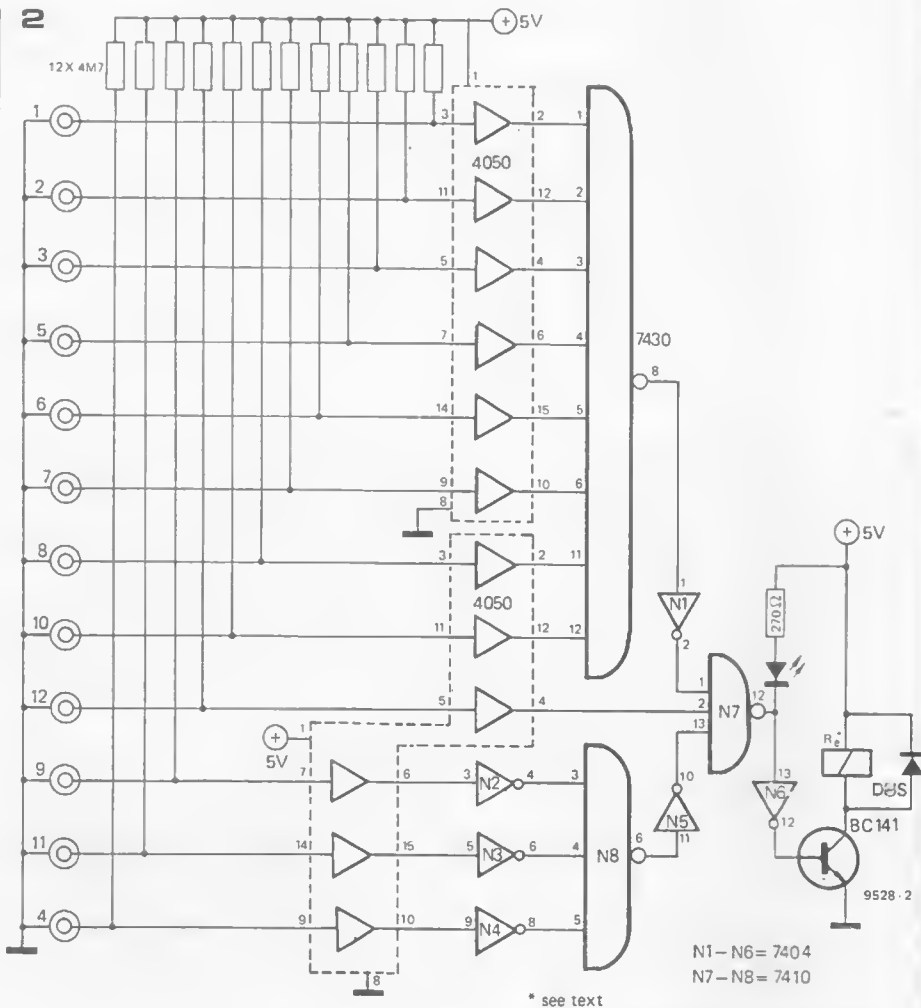 2
5V
12X 4M7
1
1 3 2 1
4050
2 11 12 2
3 5 4 3
5 7 6 4
7430
8
6 14 15 5
7 9 10 6
8
5V
8 3 2 11
4050
1
N1
270Ω
10 11 12 12
2
12 5 4
1
2 N7 12
13
1
5V
Re*
9 7 6 3 N2 4 3
10
13
N6
DUS
N5
12
BC141
11 14 15 5 N3 6 4 N8 6 11
9528-2
4 9 10 9 N4 8 5
N1-N6= 7404
8
N7-N8= 7410
* see text